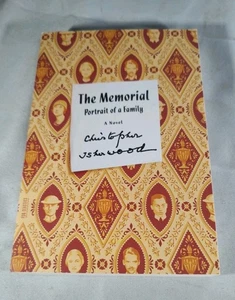 The Memorial
Portrait of a Family
A Novel
Christopher
Isherwood